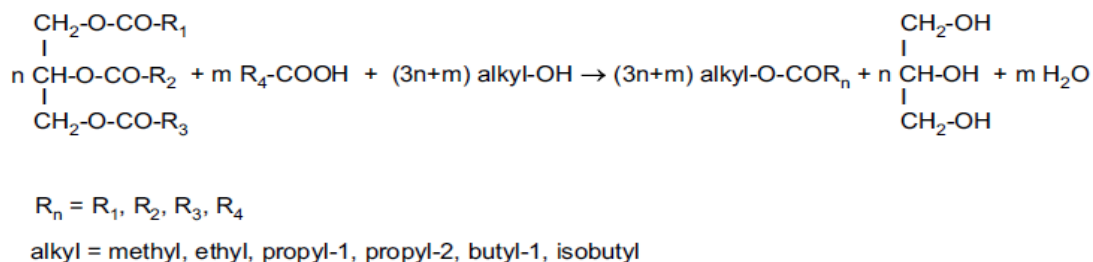 CH₂-O-CO-R₁ CH₂-OH
n CH-O-CO-R₂ + m R₄-COOH + (3n+m) alkyl-OH → (3n+m) alkyl-O-CORₙ + n CH-OH + m H₂O
CH₂-O-CO-R₃ CH₂-OH
Rₙ = R₁, R₂, R₃, R₄
alkyl = methyl, ethyl, propyl-1, propyl-2, butyl-1, isobutyl